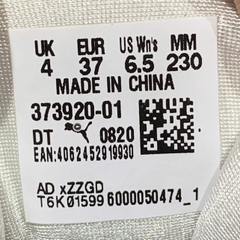 UK EUR US Wn's MM
4 37 6.5 230
MADE IN CHINA
373920-01
DT 0820
EAN:4062452919930
AD xZZGD
T6K01599 6000050474_1